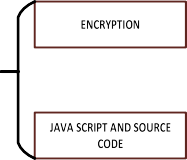 ENCRYPTION
JAVA SCRIPT AND SOURCE
CODE